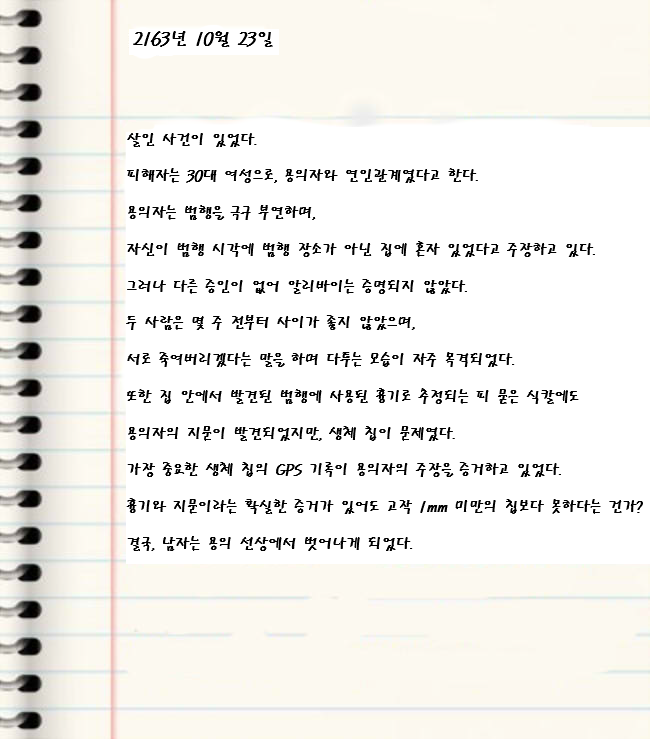 2163년 10월 23일
살인 사건이 있었다.
피해자는 30대 여성으로, 용의자와 연인관계였다고 한다.
용의자는 범행을 극구 부연하며,
자신이 범행 시각에 범행 장소가 아닌 집에 혼자 있었다고 주장하고 있다.
그러나 다른 증인이 없어 알리바이는 증명되지 않았다.
두 사람은 몇 주 전부터 사이가 좋지 않았으며,
서로 죽여버리겠다는 말을 하며 다투는 모습이 자주 목격되었다.
또한 집 안에서 발견된 범행에 사용된 흉기로 추정되는 피 묻은 식칼에도
용의자의 지문이 발견되었지만, 생체 칩이 문제였다.
가장 중요한 생체 칩의 GPS 기록이 용의자의 주장을 증거하고 있었다.
흉기와 지문이라는 확실한 증거가 있어도 고작 1mm 미만의 칩보다 못하다는 건가?
결국, 남자는 용의 선상에서 벗어나게 되었다.